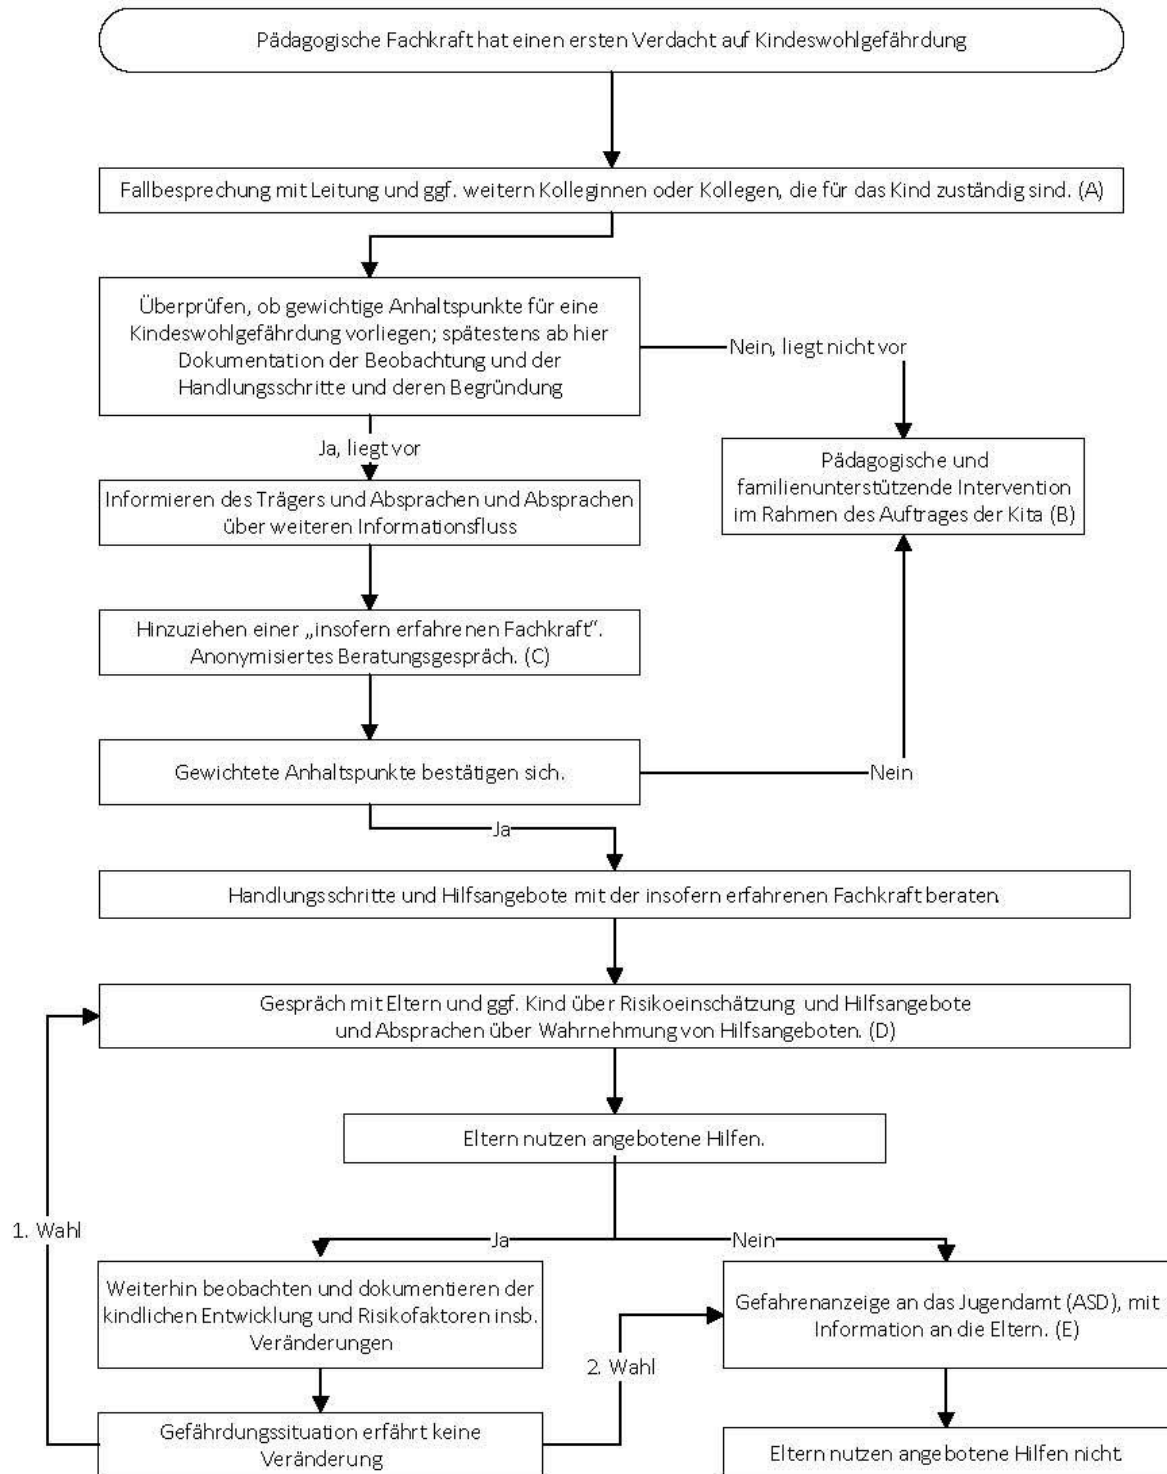 Pädagogische Fachkraft hat einen ersten Verdacht auf Kindeswohlgefährdung
Fallbesprechung mit Leitung und ggf. weitern Kolleginnen oder Kollegen, die für das Kind zuständig sind. (A)
Überprüfen, ob gewichtige Anhaltspunkte für eine
Kindeswohlgefährdung vorliegen; spätestens ab hier
Dokumentation der Beobachtung und der
Handlungsschritte und deren Begründung
Nein, liegt nicht vor
Ja, liegt vor
Pädagogische und
familienunterstützende Intervention
im Rahmen des Auftrages der Kita (B)
Informieren des Trägers und Absprachen und Absprachen
über weiteren Informationsfluss
Hinzuziehen einer „insofern erfahrenen Fachkraft“.
Anonymisiertes Beratungsgespräch. (C)
Gewichtete Anhaltspunkte bestätigen sich.
Nein
Ja
Handlungsschritte und Hilfsangebote mit der insofern erfahrenen Fachkraft beraten.
Gespräch mit Eltern und ggf. Kind über Risikoeinschätzung und Hilfsangebote
und Absprachen über Wahrnehmung von Hilfsangeboten. (D)
Eltern nutzen angebotene Hilfen.
1. Wahl
Ja
Nein
Weiterhin beobachten und dokumentieren der
kindlichen Entwicklung und Risikofaktoren insb.
Veränderungen
Gefahrenanzeige an das Jugendamt (ASD), mit
Information an die Eltern. (E)
2. Wahl
Gefährdungssituation erfährt keine
Veränderung
Eltern nutzen angebotene Hilfen nicht.